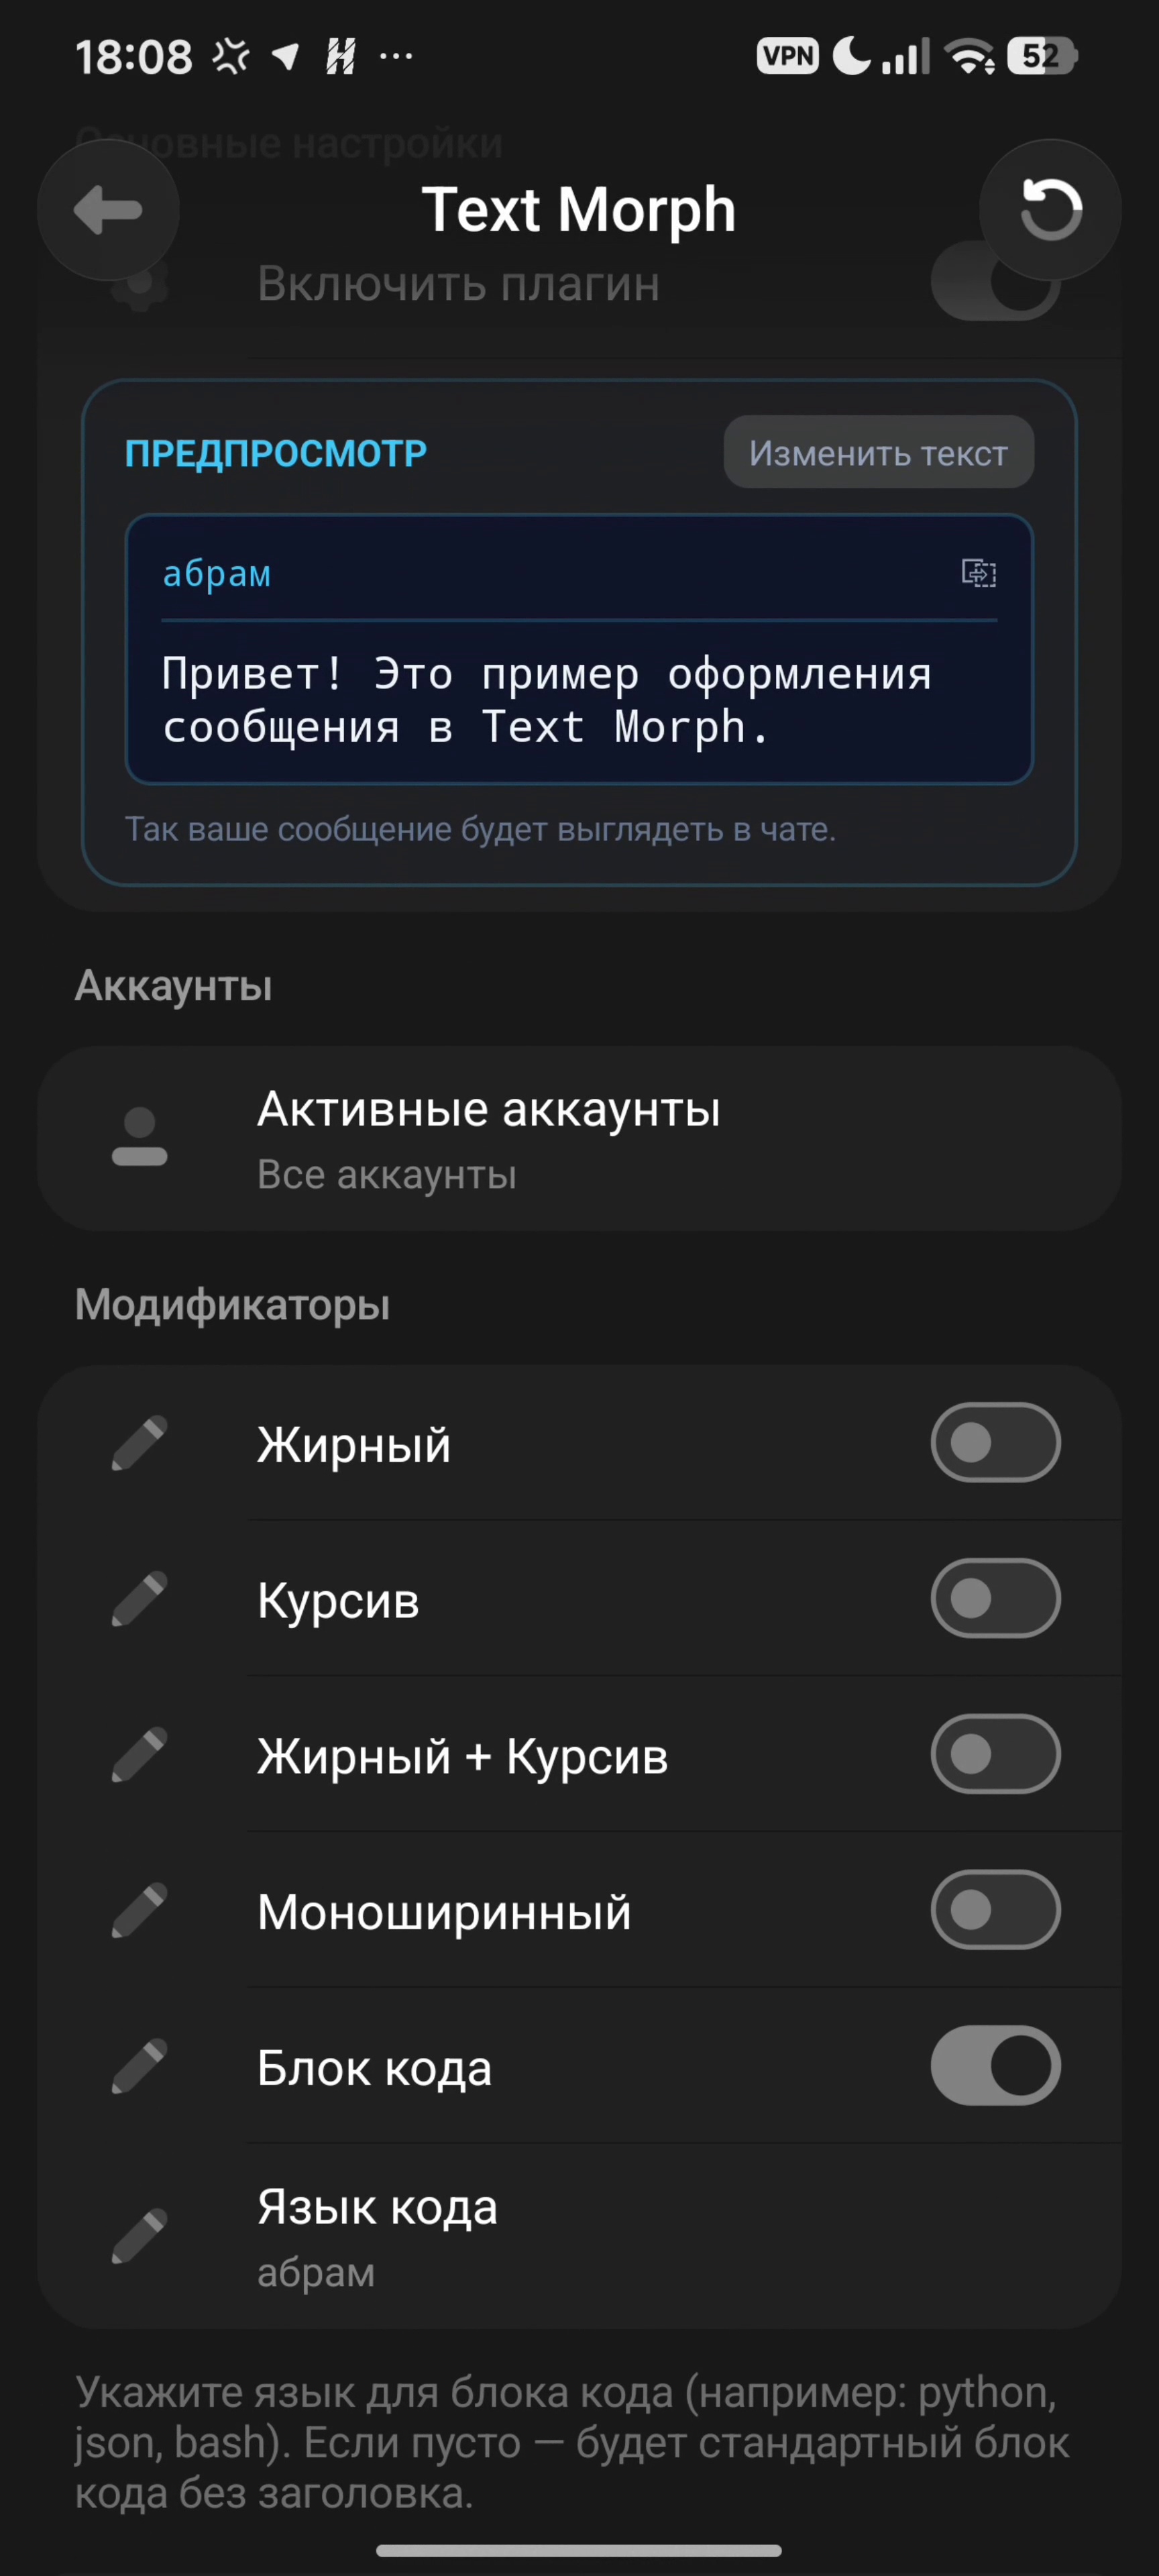 18:08
VPN
52
Основные настройки
Text Morph
Включить плагин
ПРЕДПРОСМОТР
Изменить текст
абрам
Привет! Это пример оформления
сообщения в Text Morph.
Так ваше сообщение будет выглядеть в чате.
Аккаунты
Активные аккаунты
Все аккаунты
Модификаторы
Жирный
Курсив
Жирный + Курсив
Моноширинный
Блок кода
Язык кода
абрам
Укажите язык для блока кода (например: python,
json, bash). Если пусто — будет стандартный блок
кода без заголовка.